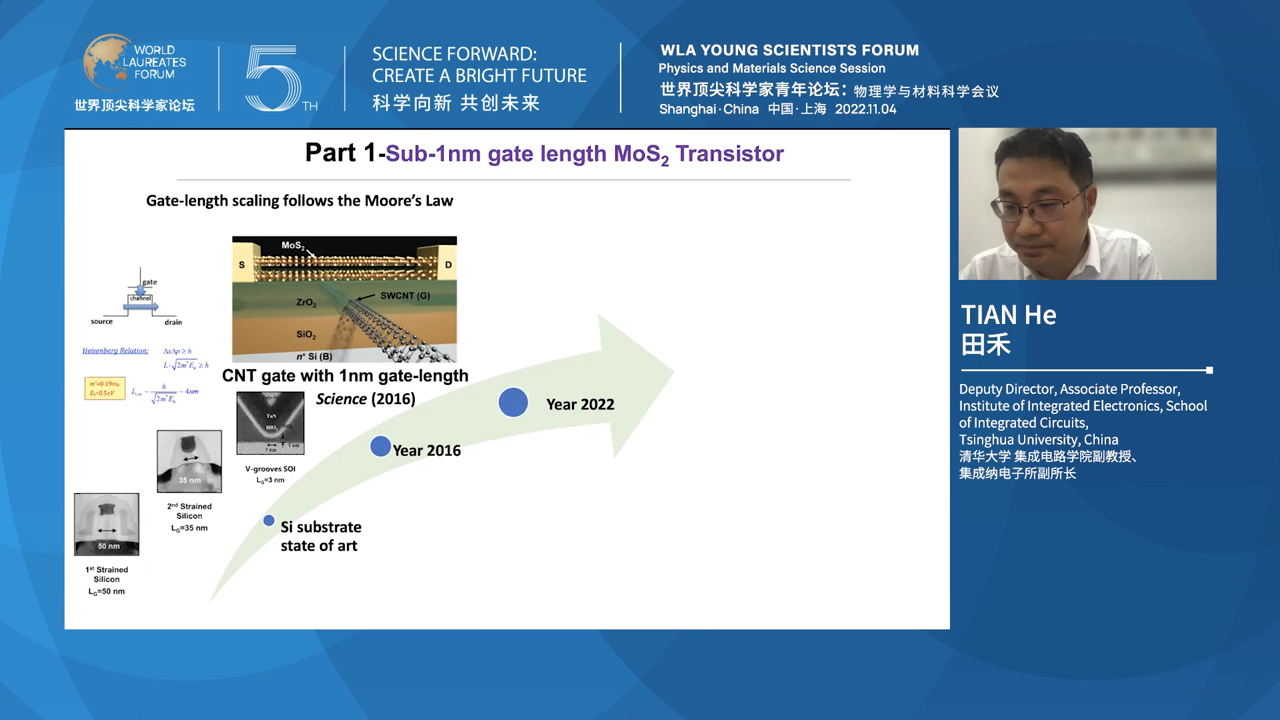 WORLD
LAUREATES
FORUM
世界顶尖科学家论坛
5TH
SCIENCE FORWARD:
CREATE A BRIGHT FUTURE
科学向新 共创未来
WLA YOUNG SCIENTISTS FORUM
Physics and Materials Science Session
世界顶尖科学家青年论坛：物理学与材料科学会议
Shanghai·China 中国·上海 2022.11.04
Part 1-Sub-1nm gate length MoS₂ Transistor
Gate-length scaling follows the Moore's Law
gate
channel
source
drain
Heisenberg Relation:
ΔxΔp ≥ h
L·√2m*E_b ≥ h
m*=0.19m₀
E_b=0.5eV
MoS₂
S
D
ZrO₂
SWCNT (G)
SiO₂
n⁺ Si (B)
CNT gate with 1nm gate-length
Science (2016)
TaN
V-grooves SOI
L_G=3 nm
35 nm
2nd Strained
Silicon
L_G=35 nm
50 nm
1st Strained
Silicon
L_G=50 nm
Si substrate
state of art
Year 2016
Year 2022
TIAN He
田禾
Deputy Director, Associate Professor,
Institute of Integrated Electronics, School
of Integrated Circuits,
Tsinghua University, China
清华大学 集成电路学院副教授、
集成纳电子所副所长